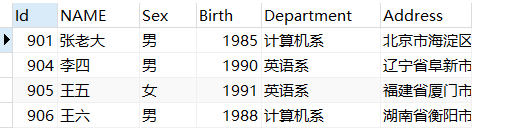 Id NAME Sex Birth Department Address
901 张老大 男 1985 计算机系 北京市海淀区
904 李四 男 1990 英语系 辽宁省阜新市
905 王五 女 1991 英语系 福建省厦门市
906 王六 男 1988 计算机系 湖南省衡阳市